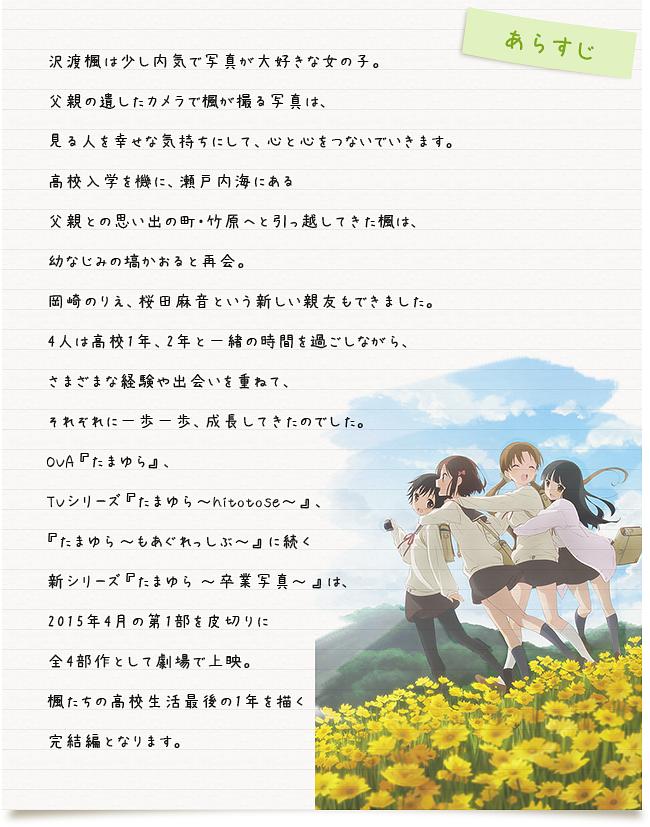 あらすじ
沢渡楓は少し内気で写真が大好きな女の子。
父親の遺したカメラで楓が撮る写真は、
見る人を幸せな気持ちにして、心と心をつないでいきます。
高校入学を機に、瀬戸内海にある
父親との思い出の町・竹原へと引っ越してきた楓は、
幼なじみの塙かおると再会。
岡崎のりえ、桜田麻音という新しい親友もできました。
4人は高校1年、2年と一緒の時間を過ごしながら、
さまざまな経験や出会いを重ねて、
それぞれに一歩一歩、成長してきたのでした。
OVA『たまゆら』、
TVシリーズ『たまゆら~hitotose~』、
『たまゆら~もあぐれっしぶ~』に続く
新シリーズ『たまゆら ~卒業写真~』は、
2015年4月の第1部を皮切りに
全4部作として劇場で上映。
楓たちの高校生活最後の1年を描く
完結編となります。